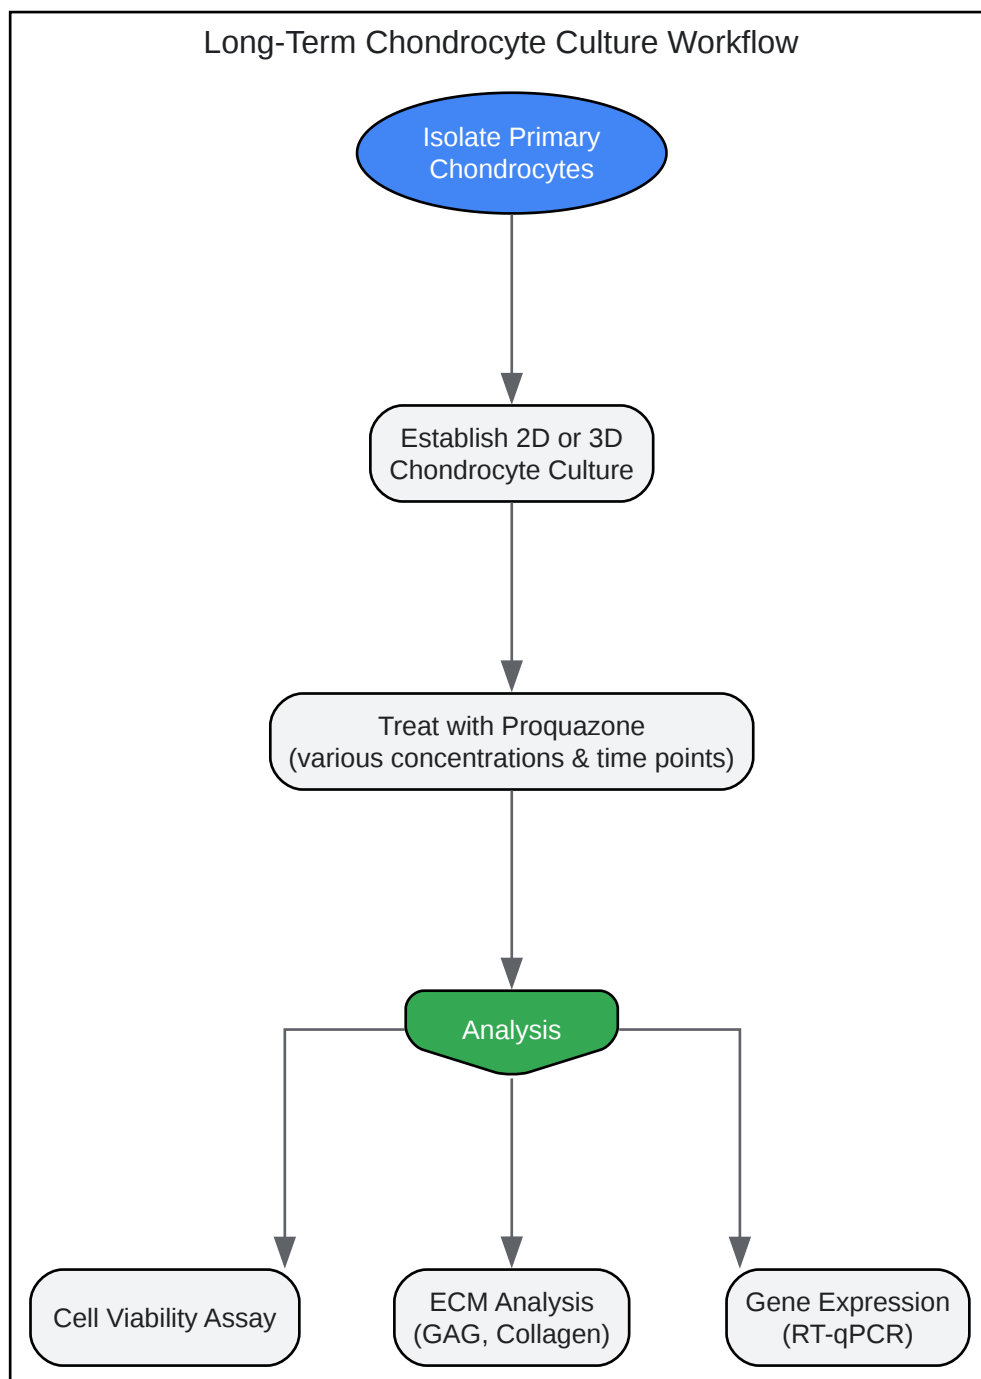 Long-Term Chondrocyte Culture Workflow
Isolate Primary
Chondrocytes
Establish 2D or 3D
Chondrocyte Culture
Treat with Proquazone
(various concentrations & time points)
Analysis
Cell Viability Assay
ECM Analysis
(GAG, Collagen)
Gene Expression
(RT-qPCR)